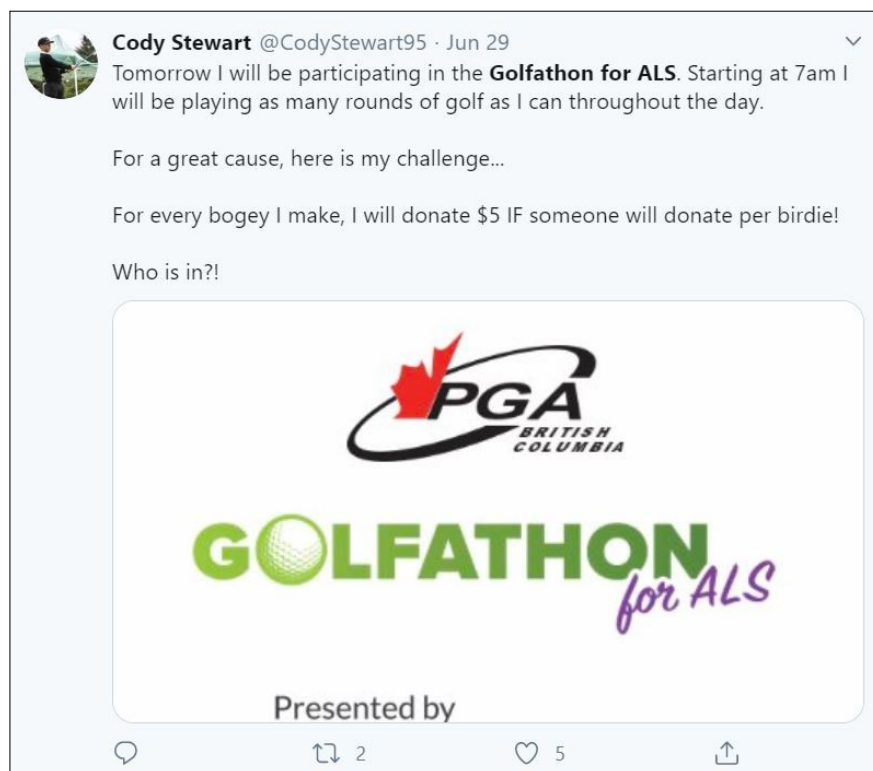 Cody Stewart @CodyStewart95 · Jun 29
Tomorrow I will be participating in the Golfathon for ALS. Starting at 7am I
will be playing as many rounds of golf as I can throughout the day.
For a great cause, here is my challenge...
For every bogey I make, I will donate $5 IF someone will donate per birdie!
Who is in?!
PGA
BRITISH
COLUMBIA
GOLFATHON
for ALS
Presented by
2 5